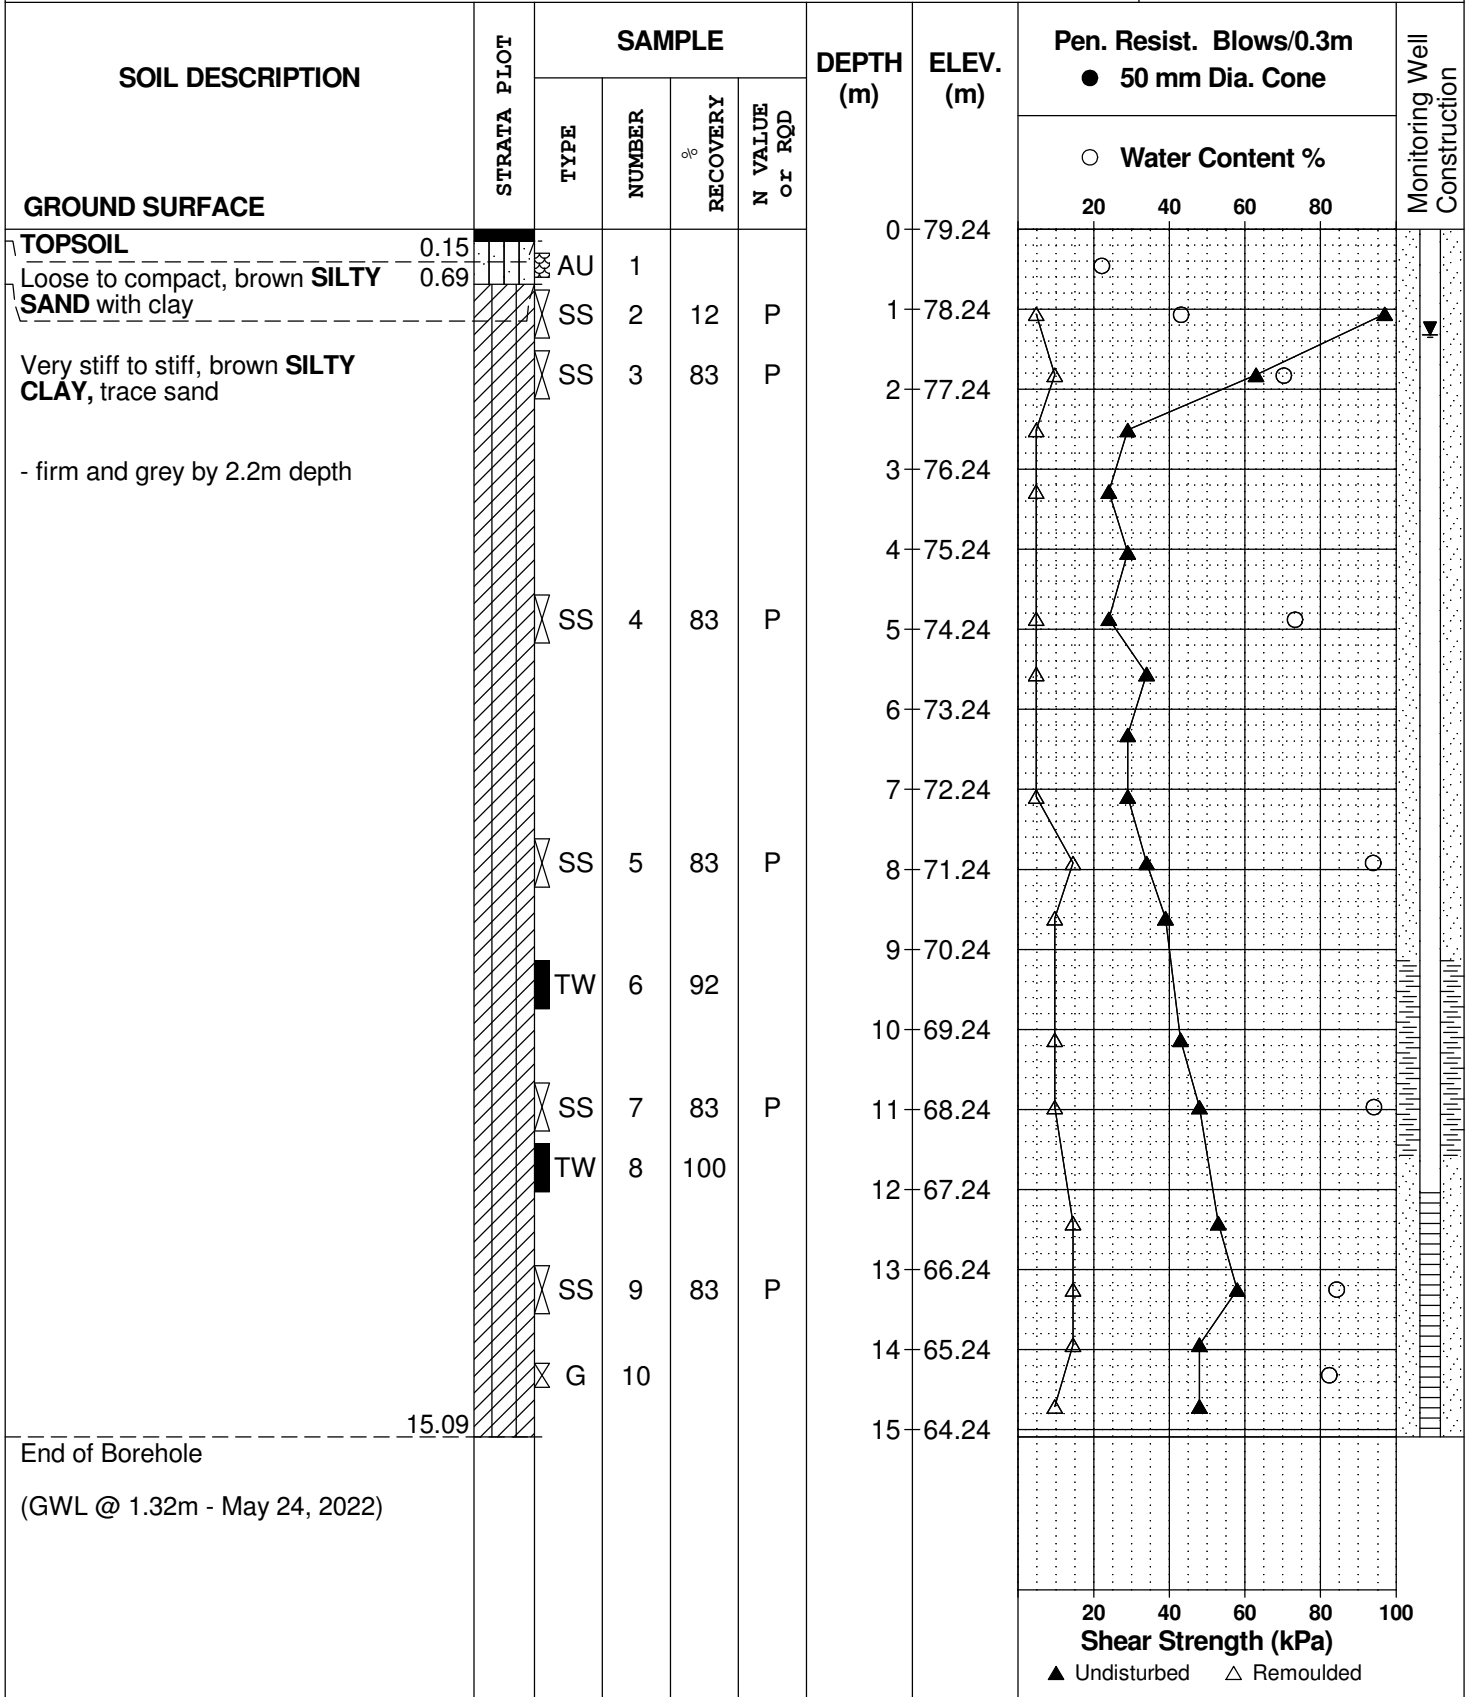 SOIL DESCRIPTION
GROUND SURFACE
STRATA PLOT
SAMPLE
TYPE
NUMBER
% RECOVERY
N VALUE or RQD
DEPTH (m)
ELEV. (m)
Pen. Resist. Blows/0.3m
● 50 mm Dia. Cone
○ Water Content %
20 40 60 80
Monitoring Well Construction
0 79.24
TOPSOIL 0.15
AU 1
Loose to compact, brown SILTY 0.69
SAND with clay
1 78.24
SS 2 12 P
Very stiff to stiff, brown SILTY
CLAY, trace sand
SS 3 83 P
2 77.24
- firm and grey by 2.2m depth
3 76.24
4 75.24
SS 4 83 P
5 74.24
6 73.24
7 72.24
SS 5 83 P
8 71.24
9 70.24
TW 6 92
10 69.24
SS 7 83 P
11 68.24
TW 8 100
12 67.24
13 66.24
SS 9 83 P
14 65.24
G 10
15.09
15 64.24
End of Borehole
(GWL @ 1.32m - May 24, 2022)
20 40 60 80 100
Shear Strength (kPa)
▲ Undisturbed △ Remoulded